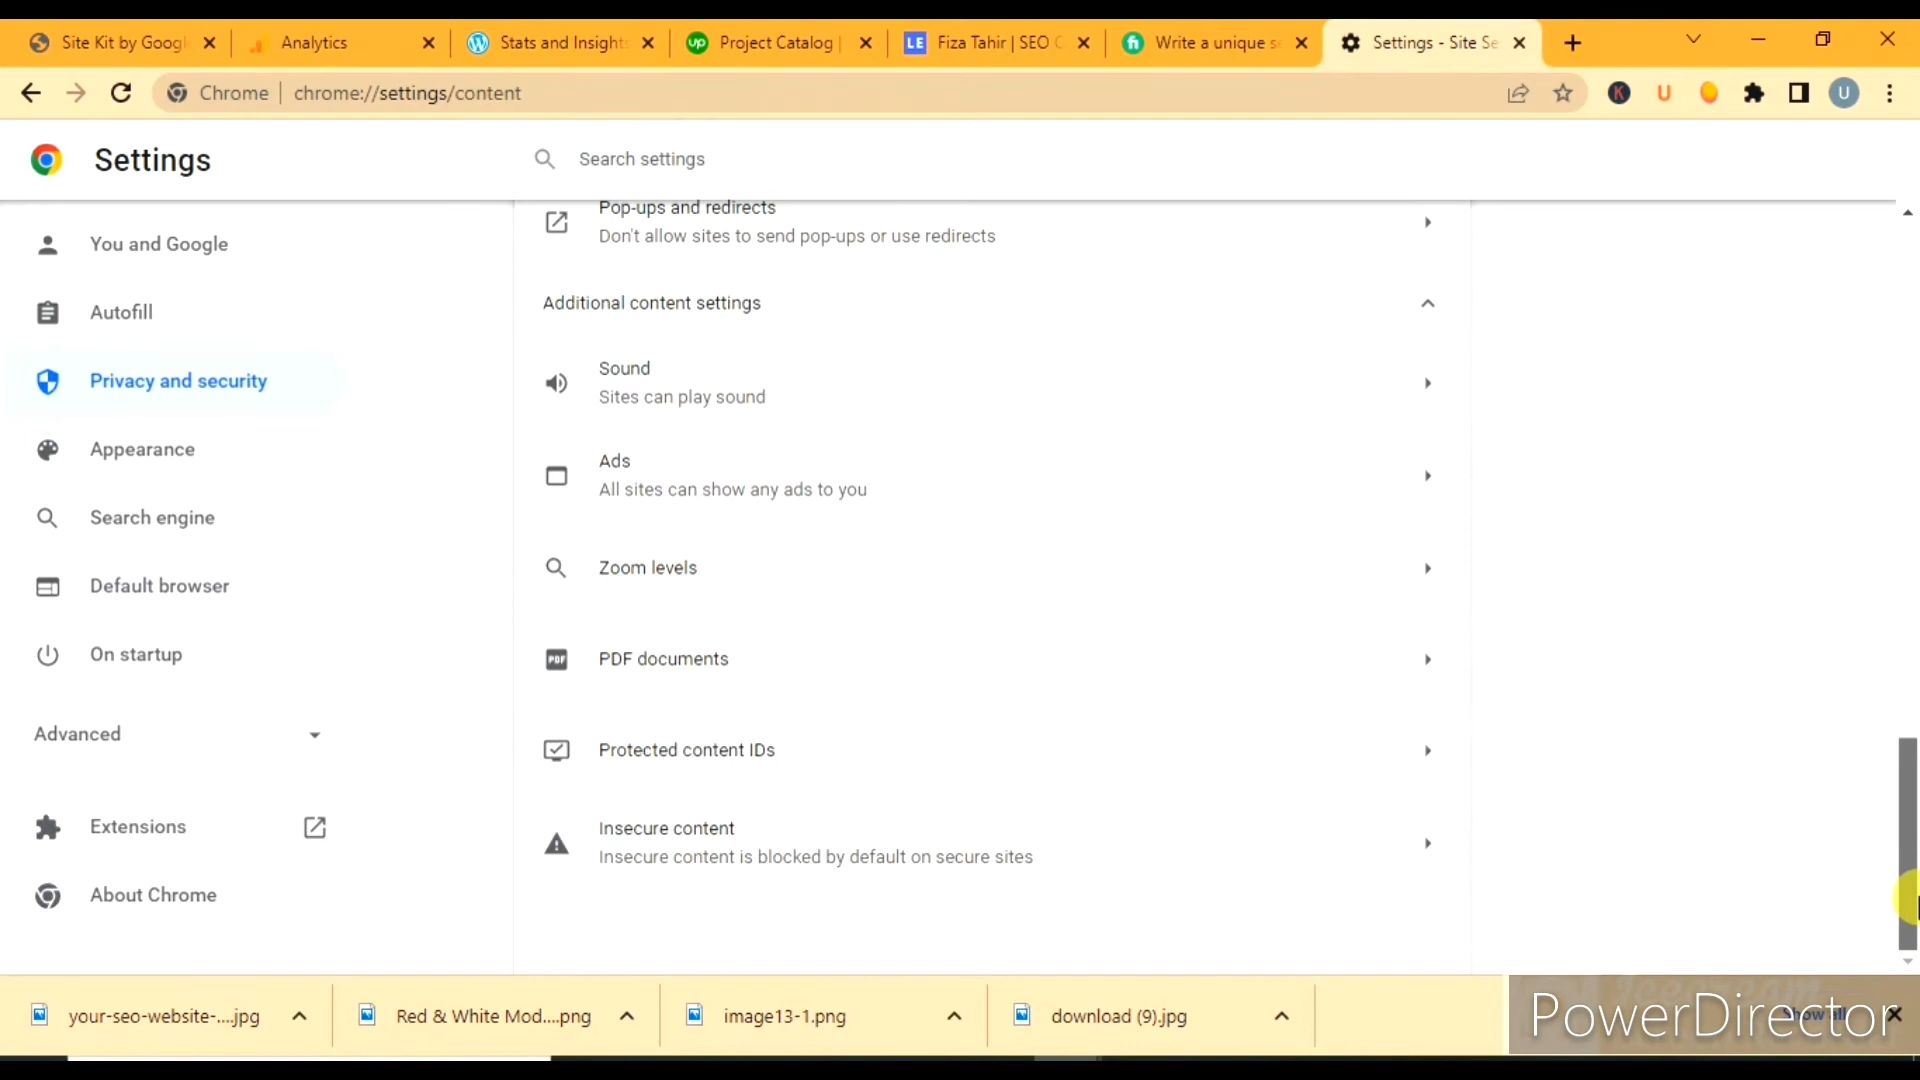 Site Kit by Googl
Analytics
Stats and Insights
Project Catalog |
LE
Fiza Tahir | SEO C
Write a unique s
Settings - Site Se
Chrome
chrome://settings/content
K
U
U
Settings
Search settings
You and Google
Autofill
Privacy and security
Appearance
Search engine
Default browser
On startup
Advanced
Extensions
About Chrome
Pop-ups and redirects
Don't allow sites to send pop-ups or use redirects
Additional content settings
Sound
Sites can play sound
Ads
All sites can show any ads to you
Zoom levels
PDF
PDF documents
Protected content IDs
Insecure content
Insecure content is blocked by default on secure sites
your-seo-website-....jpg
Red & White Mod....png
image13-1.png
download (9).jpg
Show all
PowerDirector